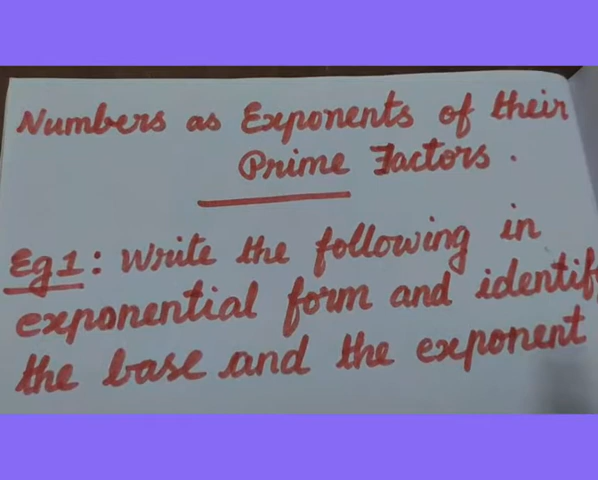 Numbers as Exponents of their
Prime Factors.
Eg1: Write the following in
exponential form and identif
the base and the exponent